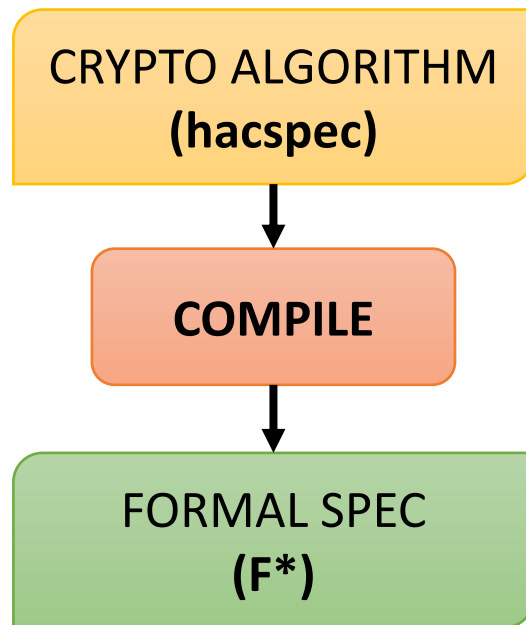 CRYPTO ALGORITHM
(hacspec)
COMPILE
FORMAL SPEC
(F*)